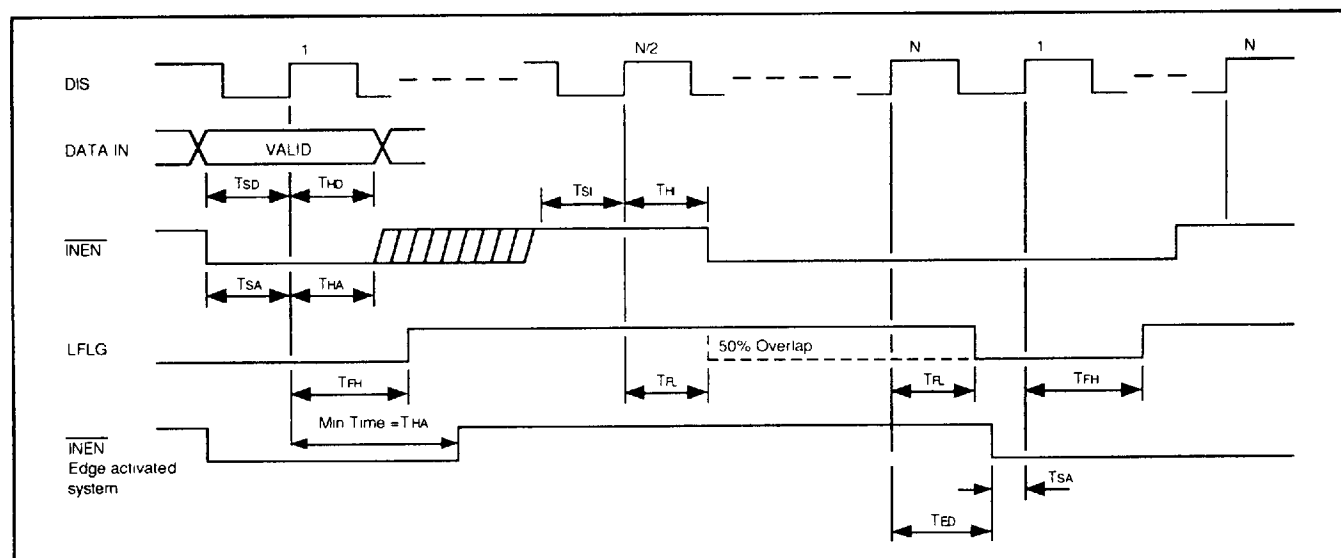 1 N/2 N 1 N
DIS
DATA IN VALID
TSD THD TSI THI
INEN
TSA THA
LFLG 50% Overlap
TFH TFL TFL TFH
Min Time =THA
INEN
Edge activated
system
TSA
TED